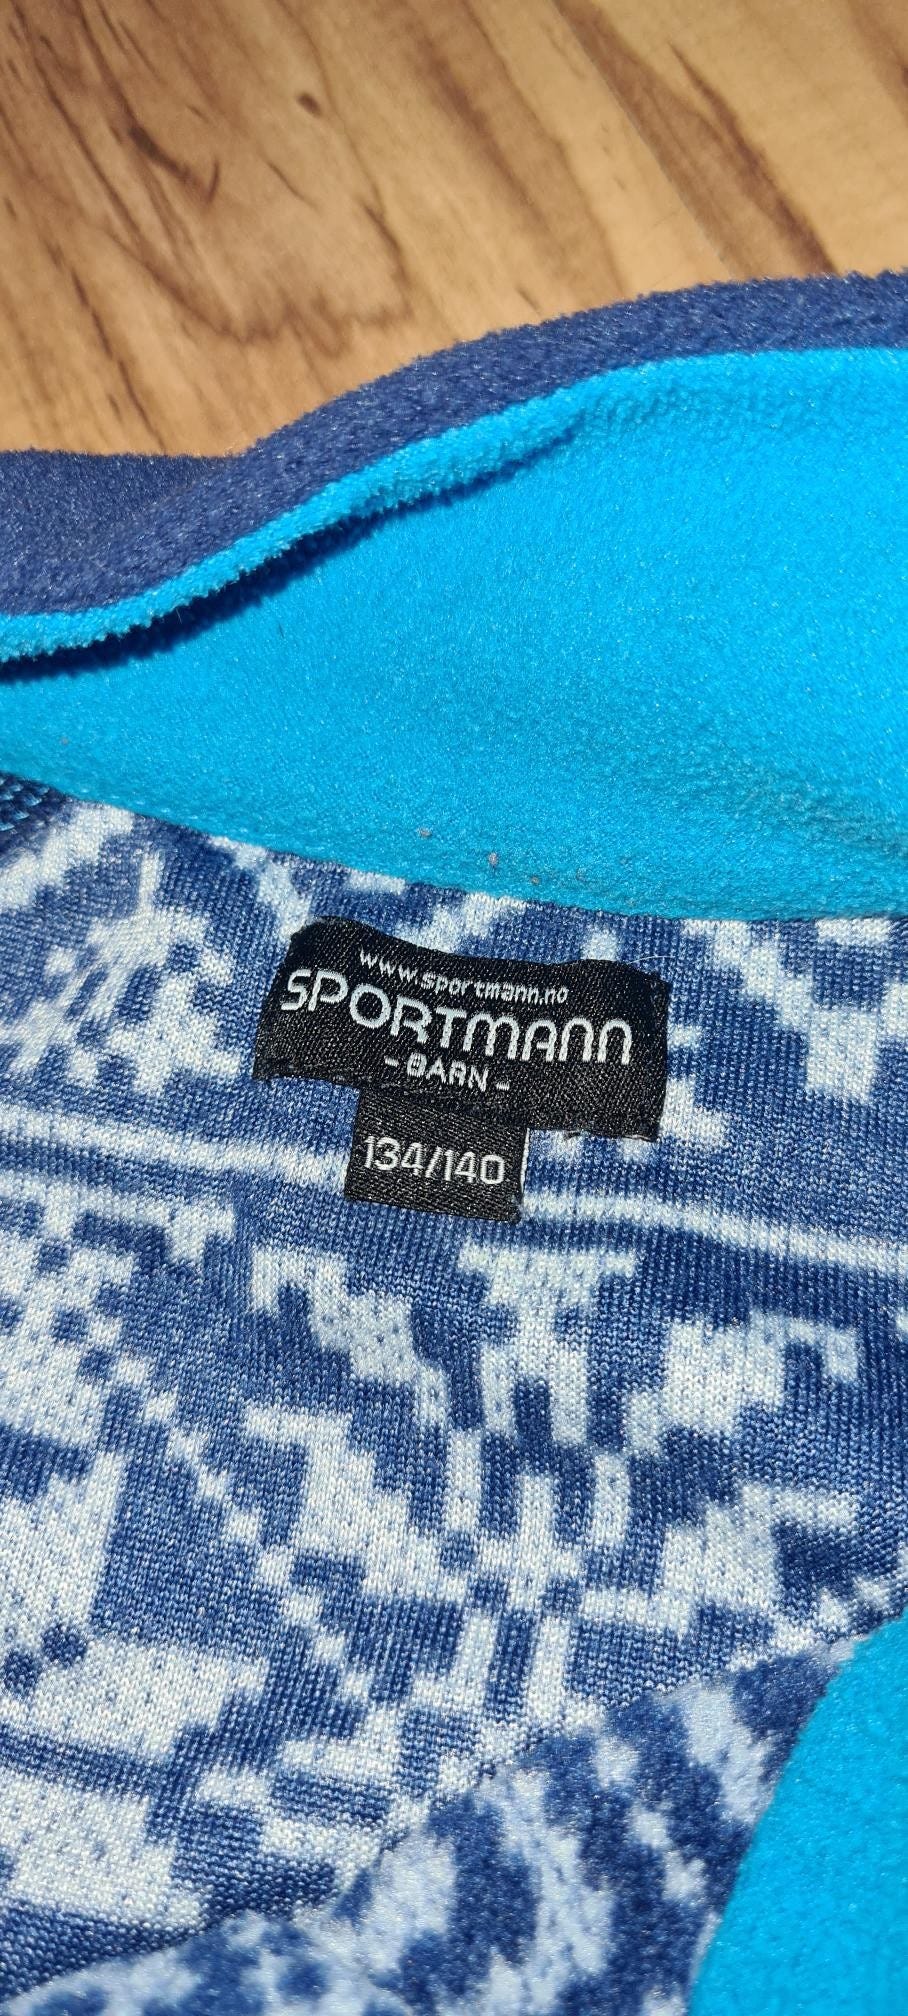 www.sportmann.no
SPORTMANN
-BARN-
134/140